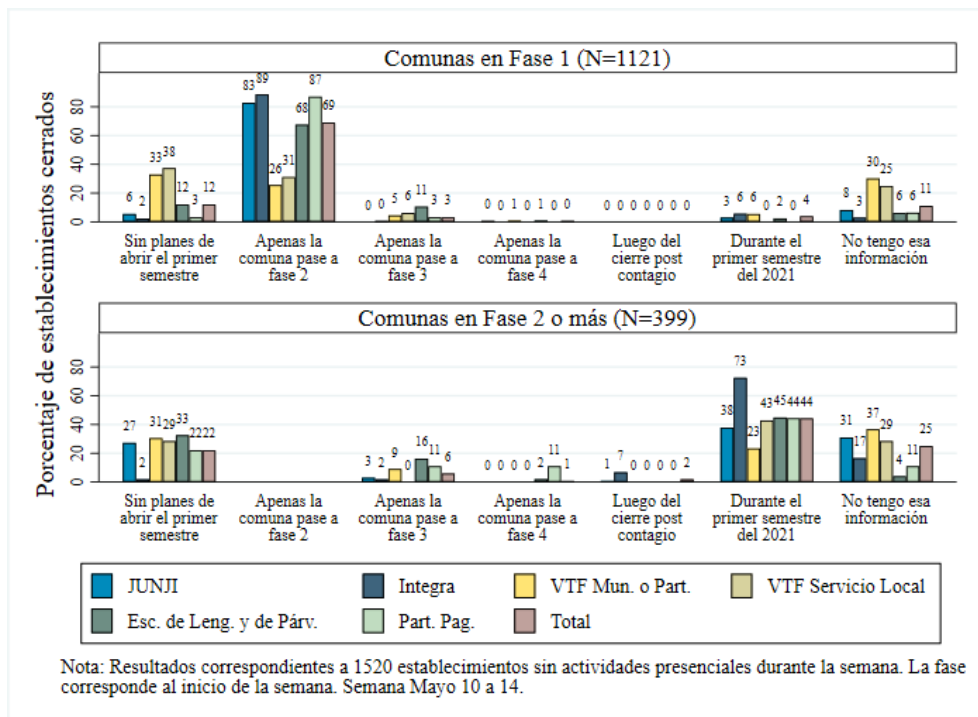 Comunas en Fase 1 (N=1121)
Porcentaje de establecimientos cerrados
80
60
40
20
0
6 2 33 38 12 3 12
83 89 26 31 68 87 69
0 0 5 6 11 3 3
0 0 1 0 1 0 0
0 0 0 0 0 0 0
3 6 6 0 2 0 4
8 3 30 25 6 6 11
Sin planes de abrir el primer semestre
Apenas la comuna pase a fase 2
Apenas la comuna pase a fase 3
Apenas la comuna pase a fase 4
Luego del cierre post contagio
Durante el primer semestre del 2021
No tengo esa información
Comunas en Fase 2 o más (N=399)
80
60
40
20
0
27 2 31 29 33 22 22
3 2 9 0 16 11 6
0 0 0 0 2 11 1
1 7 0 0 0 0 2
38 73 23 43 45 44 44
31 17 37 29 4 11 25
Sin planes de abrir el primer semestre
Apenas la comuna pase a fase 2
Apenas la comuna pase a fase 3
Apenas la comuna pase a fase 4
Luego del cierre post contagio
Durante el primer semestre del 2021
No tengo esa información
JUNJI
Integra
VTF Mun. o Part.
VTF Servicio Local
Esc. de Leng. y de Párv.
Part. Pag.
Total
Nota: Resultados correspondientes a 1520 establecimientos sin actividades presenciales durante la semana. La fase
corresponde al inicio de la semana. Semana Mayo 10 a 14.